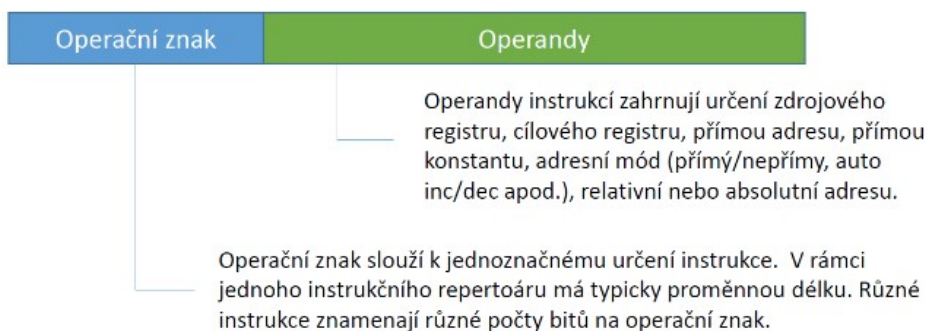 Operační znak
Operandy
Operandy instrukcí zahrnují určení zdrojového
registru, cílového registru, přímou adresu, přímou
konstantu, adresní mód (přímý/nepřímy, auto
inc/dec apod.), relativní nebo absolutní adresu.
Operační znak slouží k jednoznačnému určení instrukce. V rámci
jednoho instrukčního repertoáru má typicky proměnnou délku. Různé
instrukce znamenají různé počty bitů na operační znak.